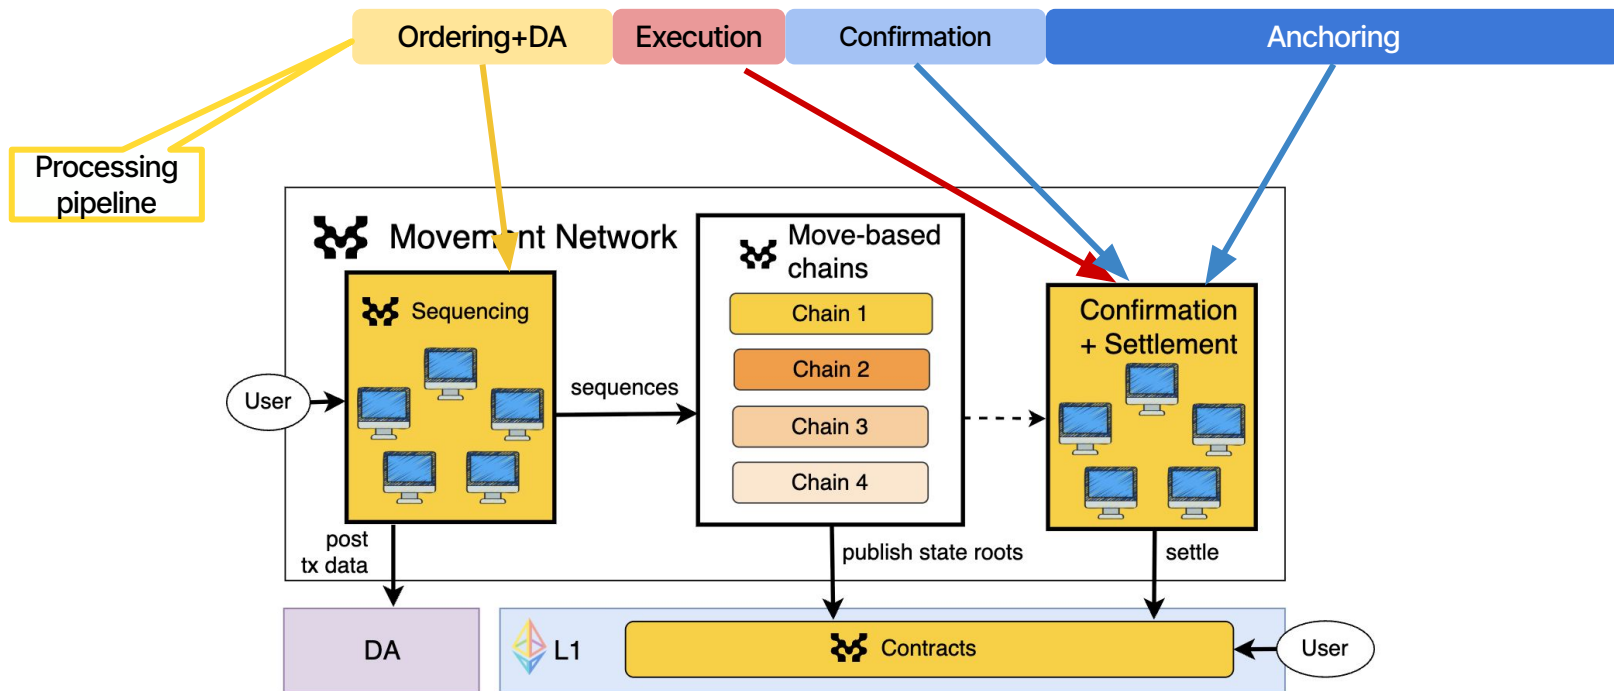 Ordering+DA
Execution
Confirmation
Anchoring
Processing
pipeline
Movement Network
Sequencing
User
sequences
Move-based
chains
Chain 1
Chain 2
Chain 3
Chain 4
Confirmation
+ Settlement
post
tx data
publish state roots
settle
DA
L1
Contracts
User